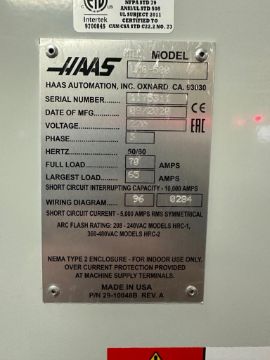 NFPA STD 79
ANSI/UL STD 508
UL SUBJECT 2011
CERTIFIED TO
CAN/CSA STD C22.2 NO. 73
Intertek
9700845
HAAS
MODEL
HAAS AUTOMATION, INC. OXNARD CA. 93030
SERIAL NUMBER
DATE OF MFG
VOLTAGE
PHASE
HERTZ 50/60
FULL LOAD 70 AMPS
LARGEST LOAD 65 AMPS
SHORT CIRCUIT INTERRUPTING CAPACITY - 10,000 AMPS
WIRING DIAGRAM 96 0284
SHORT CIRCUIT CURRENT - 5,000 AMPS RMS SYMMETRICAL
ARC FLASH RATING: 208 - 240VAC MODELS HRC-1,
360-480VAC MODELS HRC-2
NEMA TYPE 2 ENCLOSURE - FOR INDOOR USE ONLY.
OVER CURRENT PROTECTION PROVIDED AT
MACHINE SUPPLY TERMINALS.
MADE IN USA
P/N 29-10048B REV. A